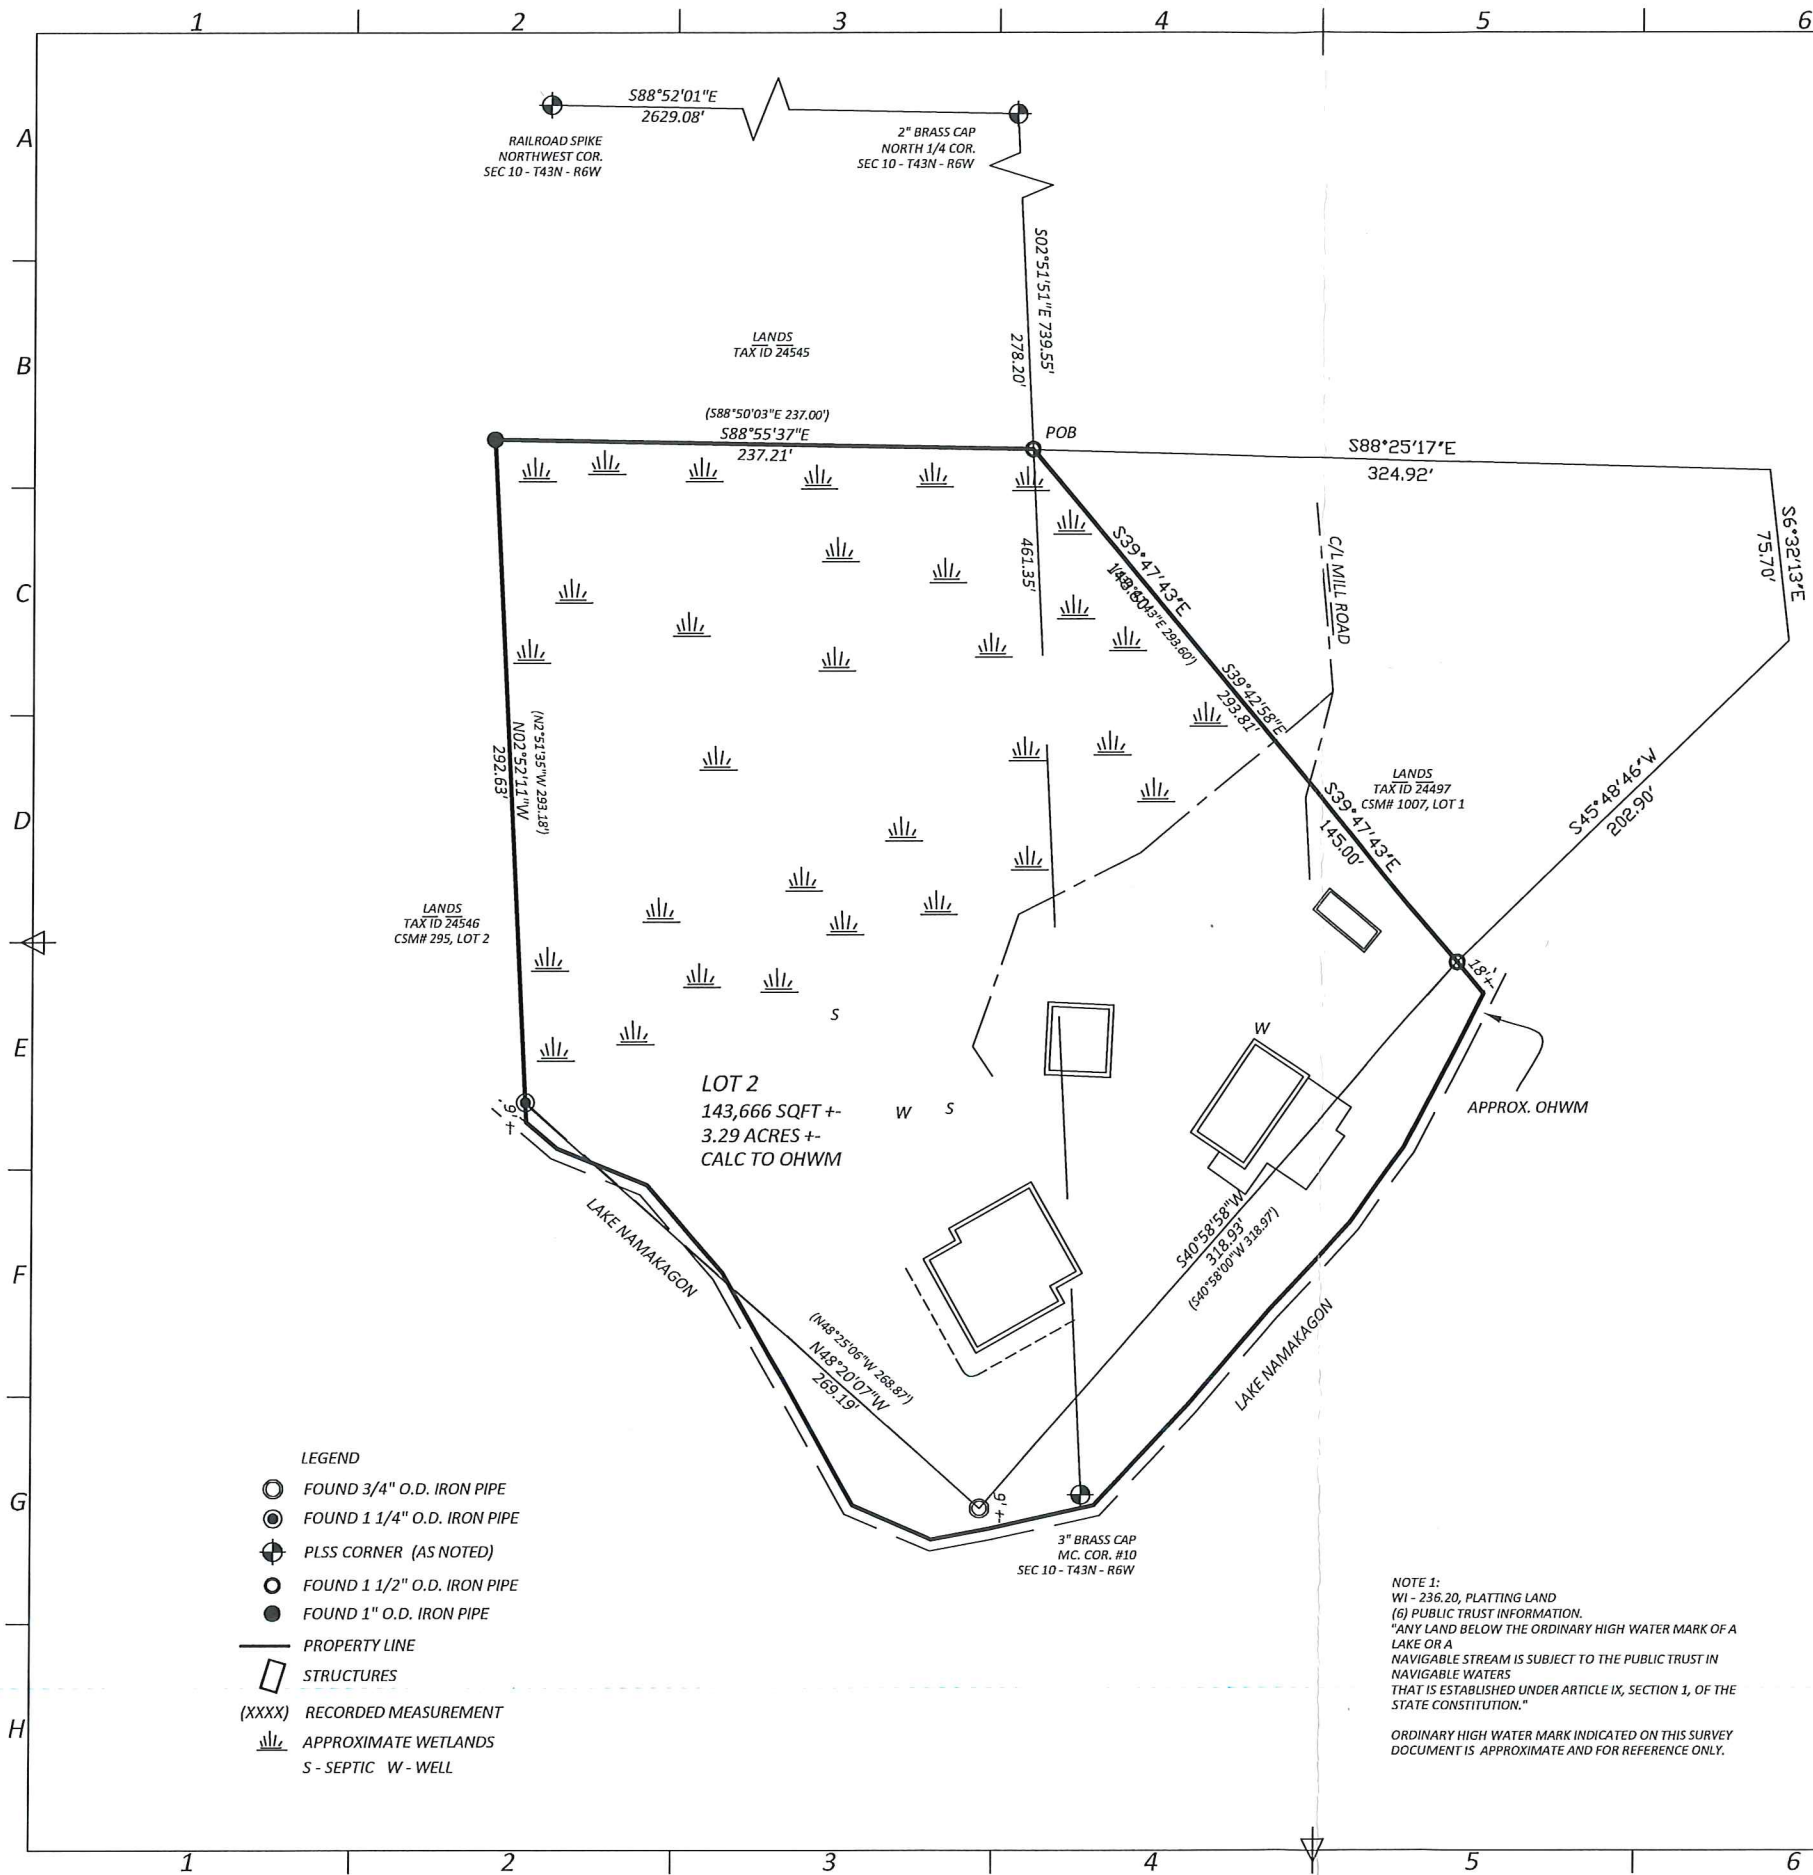 1 2 3 4 5 6
A
S88°52'01"E
2629.08'
RAILROAD SPIKE
NORTHWEST COR.
SEC 10 - T43N - R6W
2" BRASS CAP
NORTH 1/4 COR.
SEC 10 - T43N - R6W
S02°51'51"E 739.55'
278.20'
B
LANDS
TAX ID 24545
(S88°50'03"E 237.00')
S88°55'37"E
237.21'
POB
S88°25'17"E
324.92'
S6°32'13"E
75.70'
C
461.35'
S39°47'43"E
43"E 293.60')
C/L MILL ROAD
S39°42'58"E
293.81'
(N2°51'35"W 293.18')
N02°52'11"W
292.63'
D
LANDS
TAX ID 24497
CSM# 1007, LOT 1
S39°47'43"E
145.00'
S45°48'46"W
202.90'
LANDS
TAX ID 24546
CSM# 295, LOT 2
18'+-
E
S
W
LOT 2
143,666 SQFT +-
3.29 ACRES +-
CALC TO OHWM
W S
APPROX. OHWM
9'+-
LAKE NAMAKAGON
F
S40°58'58"W
318.93'
(S40°58'00"W 318.97')
(N48°25'06"W 268.87')
N48°20'07"W
269.19'
LAKE NAMAKAGON
G
9'+-
3" BRASS CAP
MC. COR. #10
SEC 10 - T43N - R6W
LEGEND
FOUND 3/4" O.D. IRON PIPE
FOUND 1 1/4" O.D. IRON PIPE
PLSS CORNER (AS NOTED)
FOUND 1 1/2" O.D. IRON PIPE
FOUND 1" O.D. IRON PIPE
PROPERTY LINE
STRUCTURES
(XXXX) RECORDED MEASUREMENT
APPROXIMATE WETLANDS
S - SEPTIC W - WELL
H
NOTE 1:
WI - 236.20, PLATTING LAND
(6) PUBLIC TRUST INFORMATION.
"ANY LAND BELOW THE ORDINARY HIGH WATER MARK OF A
LAKE OR A
NAVIGABLE STREAM IS SUBJECT TO THE PUBLIC TRUST IN
NAVIGABLE WATERS
THAT IS ESTABLISHED UNDER ARTICLE IX, SECTION 1, OF THE
STATE CONSTITUTION."
ORDINARY HIGH WATER MARK INDICATED ON THIS SURVEY
DOCUMENT IS APPROXIMATE AND FOR REFERENCE ONLY.
1 2 3 4 5 6